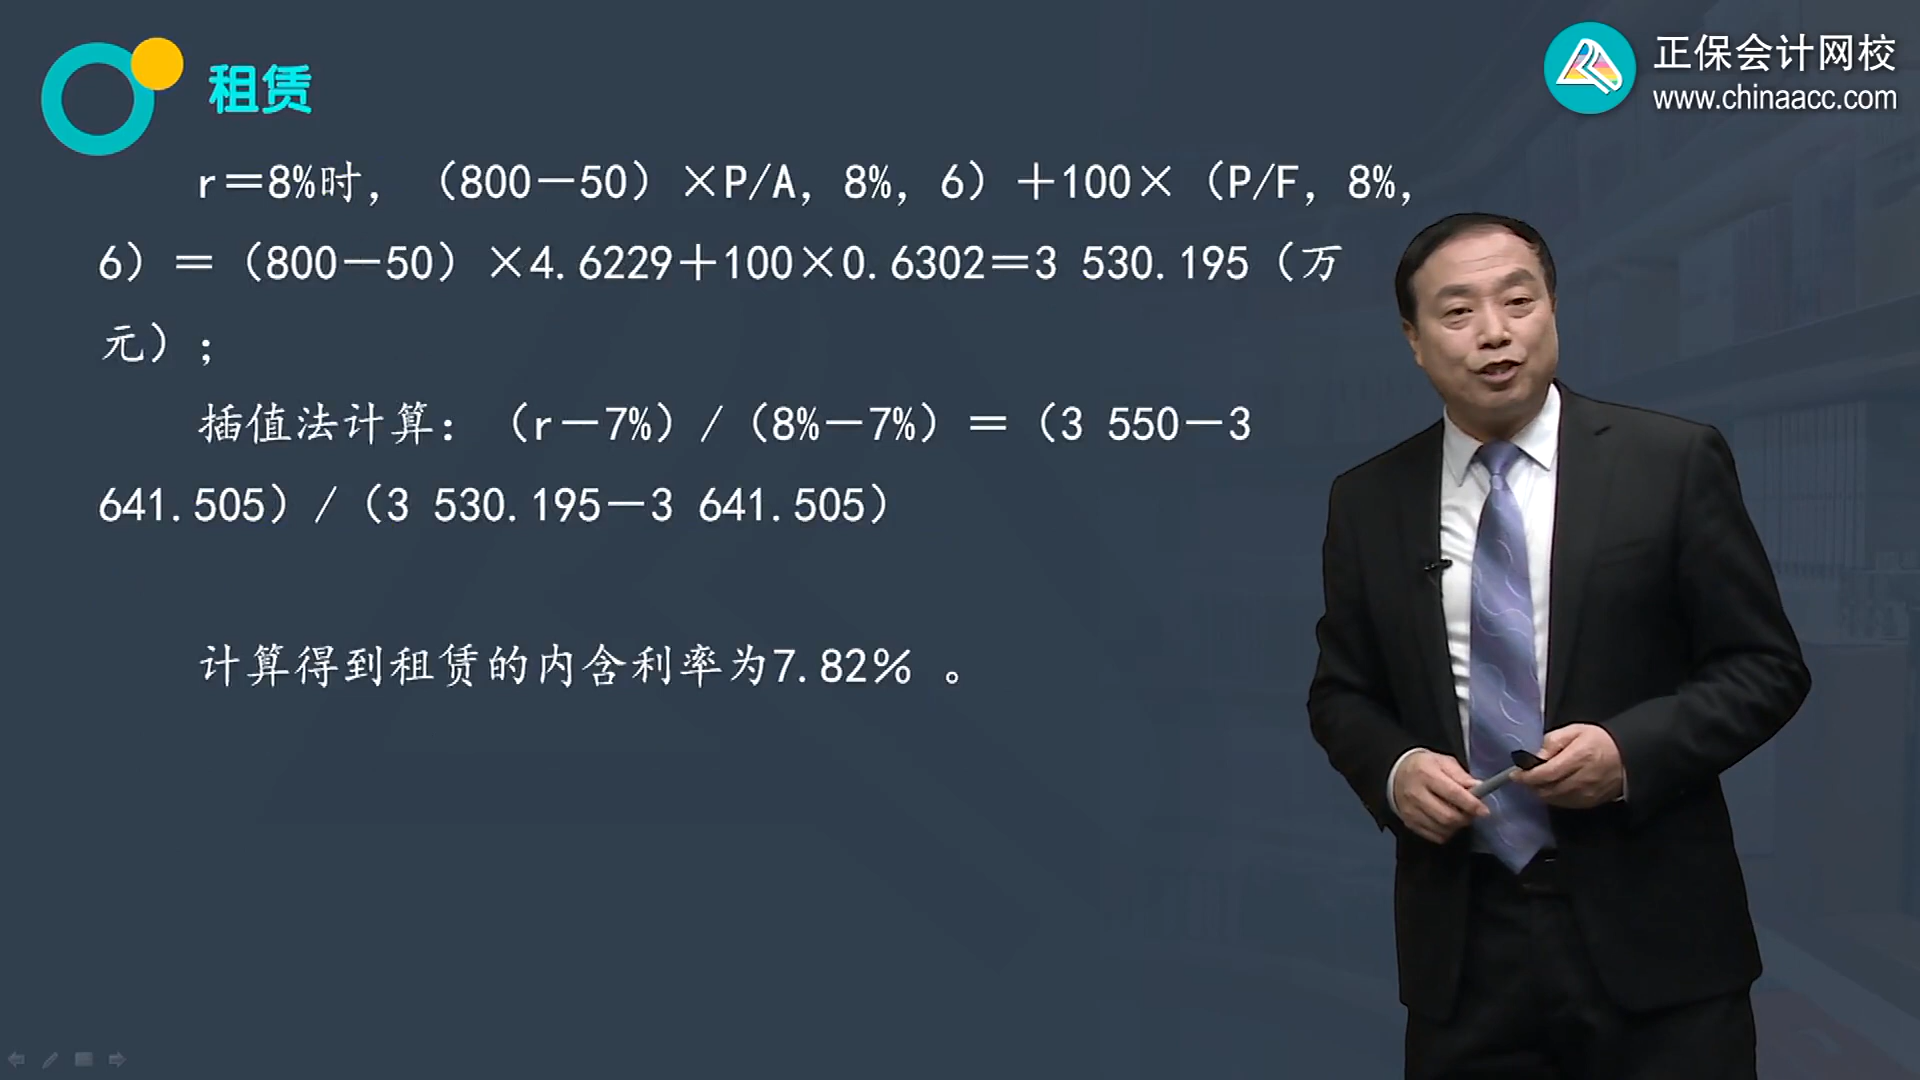 租赁
正保会计网校
www.chinaacc.com
r＝8%时，（800－50）×P/A，8%，6）＋100×（P/F，8%，
6）＝（800－50）×4.6229＋100×0.6302＝3 530.195（万
元）；
插值法计算：（r－7%）/（8%－7%）＝（3 550－3
641.505）/（3 530.195－3 641.505）
计算得到租赁的内含利率为7.82% 。